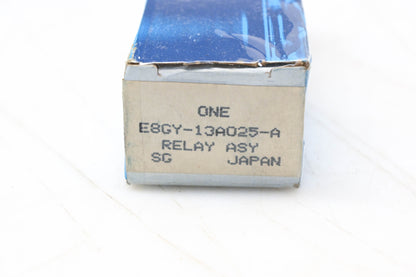 ONE
E8GY-13A025-A
RELAY ASY
SG JAPAN